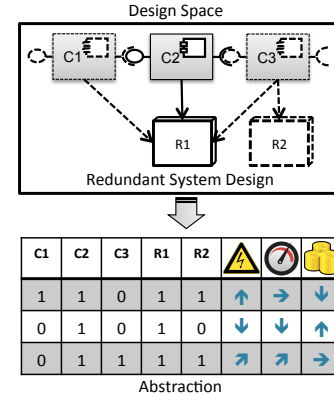 Design Space
C1 C2 C3
R1 R2
Redundant System Design
C1 C2 C3 R1 R2
1 1 0 1 1
0 1 0 1 0
0 1 1 1 1
Abstraction